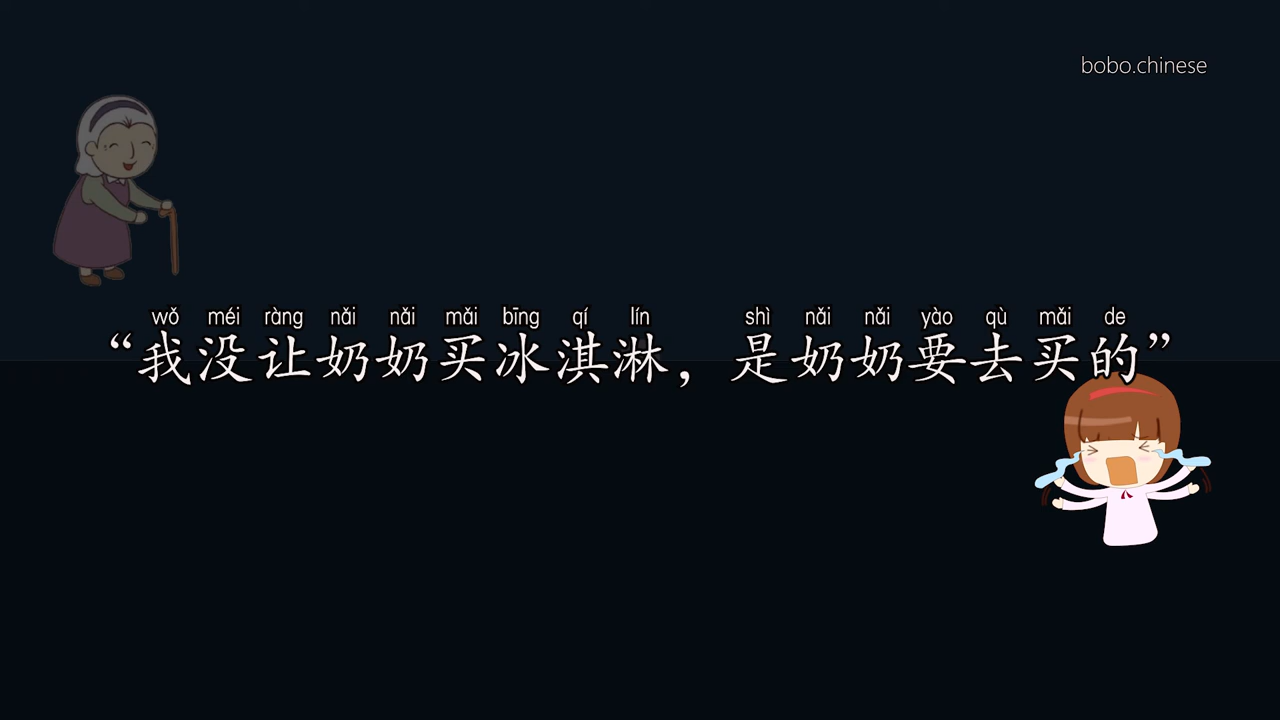 bobo.chinese
wǒ méi ràng nǎi nǎi mǎi bīng qí lín shì nǎi nǎi yào qù mǎi de
“我没让奶奶买冰淇淋，是奶奶要去买的”